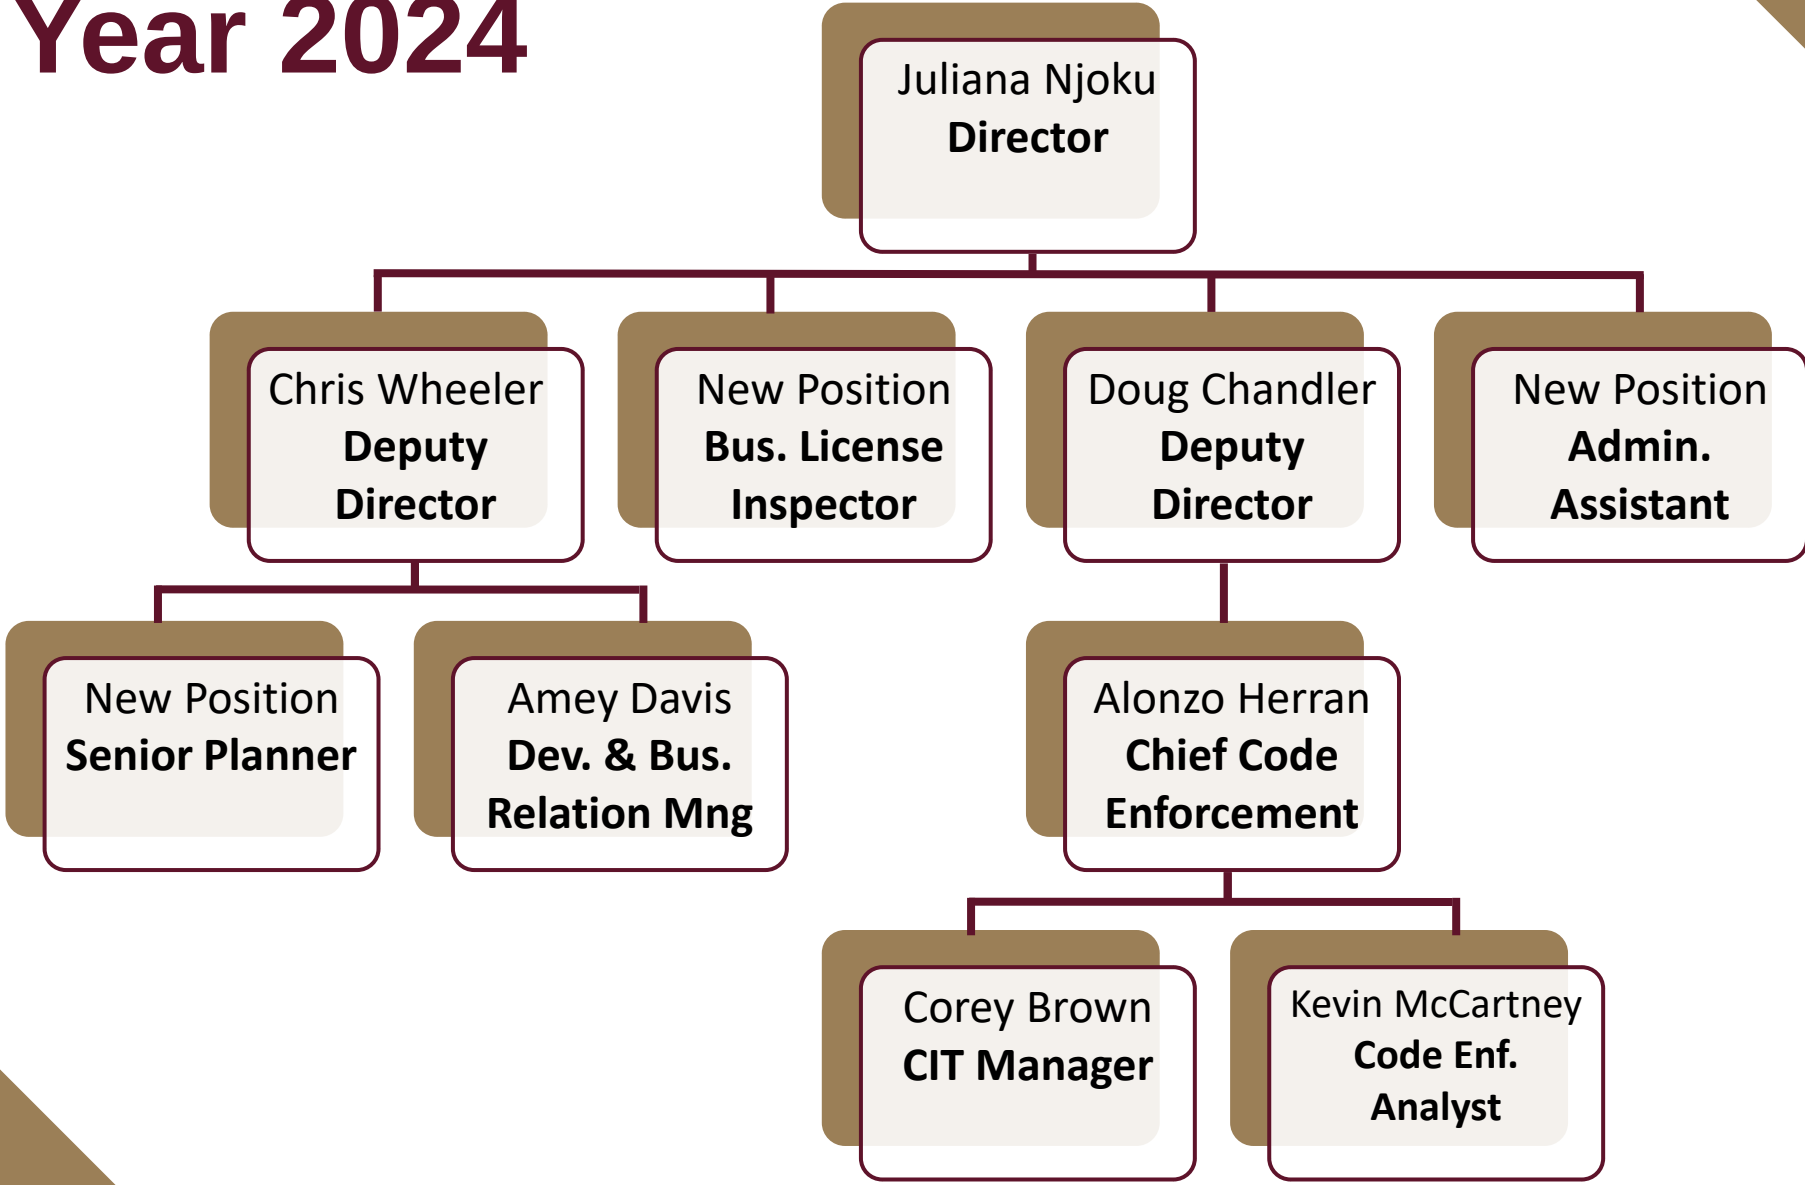 Year 2024
Juliana Njoku
Director
Chris Wheeler
Deputy
Director
New Position
Bus. License
Inspector
Doug Chandler
Deputy
Director
New Position
Admin.
Assistant
New Position
Senior Planner
Amey Davis
Dev. & Bus.
Relation Mng
Alonzo Herran
Chief Code
Enforcement
Corey Brown
CIT Manager
Kevin McCartney
Code Enf.
Analyst